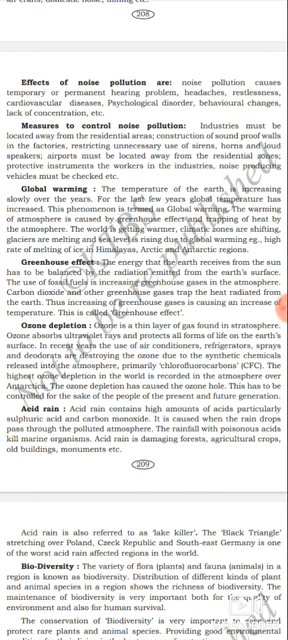 air crafts, domestic noise, mining etc.
208
Effects of noise pollution are: noise pollution causes
temporary or permanent hearing problem, headaches, restlessness,
cardiovascular diseases, Psychological disorder, behavioural changes,
lack of concentration, etc.
Measures to control noise pollution: Industries must be
located away from the residential areas; construction of sound proof walls
in the factories, restricting unnecessary use of sirens, horns and loud
speakers; airports must be located away from the residential zones;
protective instruments the workers in the industries, noise producing
vehicles must be checked etc.
Global warming : The temperature of the earth is increasing
slowly over the years. For the last few years global temperature has
increased. This phenomenon is termed as Global warming. The warming
of atmosphere is caused by greenhouse effect and trapping of heat by
the atmosphere. The world is getting warmer, climatic zones are shifting,
glaciers are melting and sea level is rising due to global warming eg., high
rate of melting of ice in Himalayas, Arctic and Antarctic regions.
Greenhouse effect : The energy that the earth receives from the sun
has to be balanced by the radiation emitted from the earth's surface.
The use of fossil fuels is increase of greenhouse gases in the atmosphere.
Carbon dioxide and other greenhouse gases trap the heat radiated from
the earth. Thus increasing of greenhouse gases is causing an increase of
temperature. This is called 'Greenhouse effect'.
Ozone depletion : Ozone is a thin layer of gas found in stratosphere.
Ozone absorbs ultraviolet rays and protects all forms of life on the earth's
surface. In recent years the use of air conditioners, refrigerators, sprays
and deodorants are destroying the ozone due to the synthetic chemicals
released into the atmosphere, primarily 'chlorofluorocarbons' (CFC). The
highest ozone depletion in the world is recorded in the atmosphere over
Antarctica. The ozone depletion has caused the ozone hole. This has to be
controlled for the sake of the people of the present and future generation.
Acid rain : Acid rain contains high amounts of acids particularly
sulphuric acid and carbon monoxide. It is caused when the rain drops
pass through the polluted atmosphere. The rainfall with poisonous acids
kill marine organisms. Acid rain is damaging forests, agricultural crops,
old buildings, monuments etc.
209
Acid rain is also referred to as 'lake killer'. The 'Black Triangle'
stretching over Poland, Czeck Republic and South-east Germany is one
of the worst acid rain affected regions in the world.
Bio-Diversity : The variety of flora (plants) and fauna (animals) in a
region is known as biodiversity. Distribution of different kinds of plant
and animal species in a region shows the richness of biodiversity. The
maintenance of biodiversity is very important both for the quality of
environment and also for human survival.
The conservation of 'Biodiversity' is very important to
protect rare plants and animal species. Providing good environmental